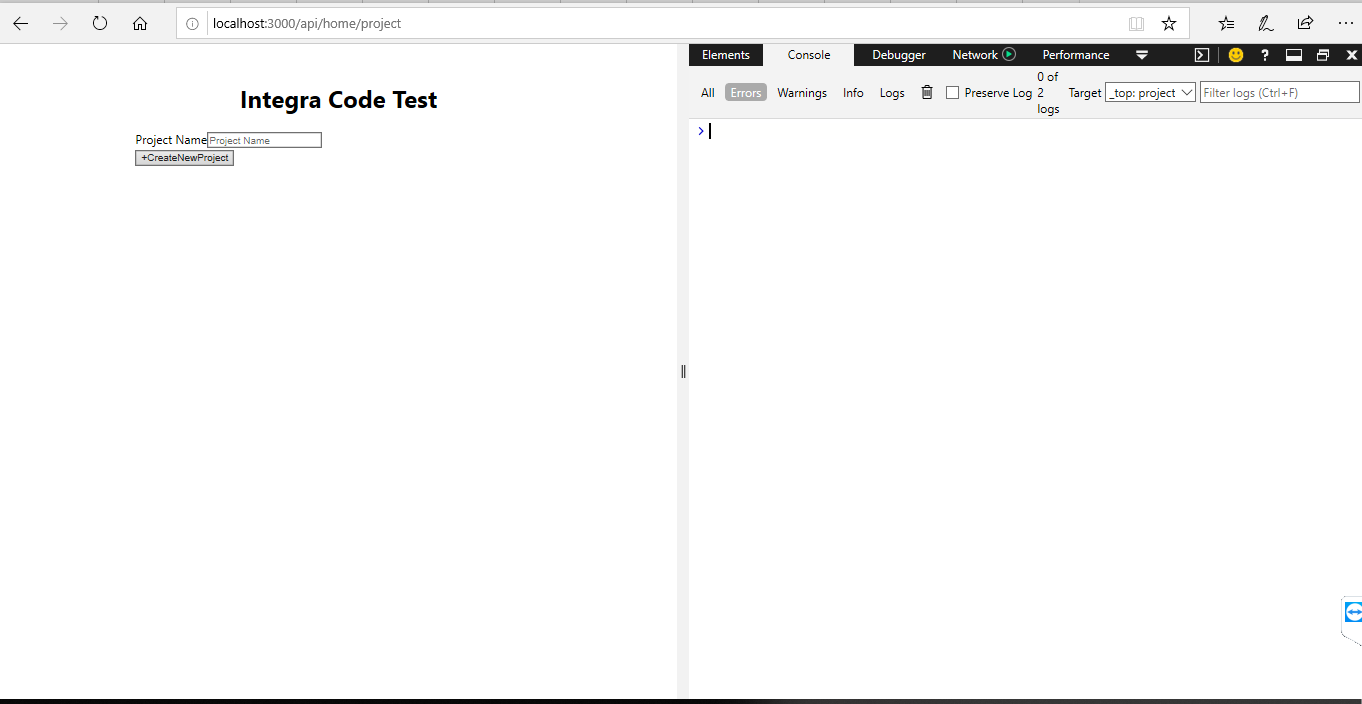 localhost:3000/api/home/project
Integra Code Test
Project Name Project Name
+CreateNewProject
Elements Console Debugger Network Performance ?
All Errors Warnings Info Logs Preserve Log 0 of 2 logs Target _top: project Filter logs (Ctrl+F)
>